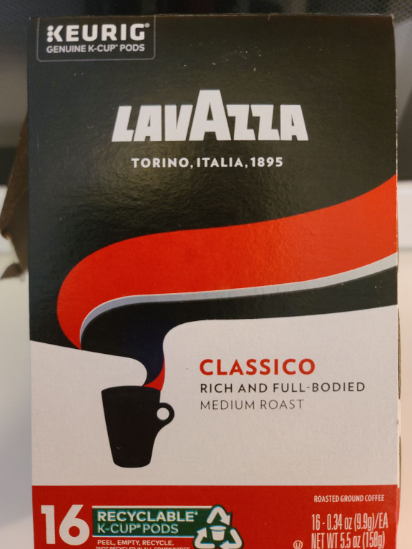 KEURIG®
GENUINE K-CUP® PODS
LAVAZZA
TORINO, ITALIA, 1895
CLASSICO
RICH AND FULL-BODIED
MEDIUM ROAST
ROASTED GROUND COFFEE
16 RECYCLABLE*
K-CUP® PODS
PEEL, EMPTY, RECYCLE.
16 - 0.34 oz (9.9g)/EA
NET WT 5.5 oz (158g)